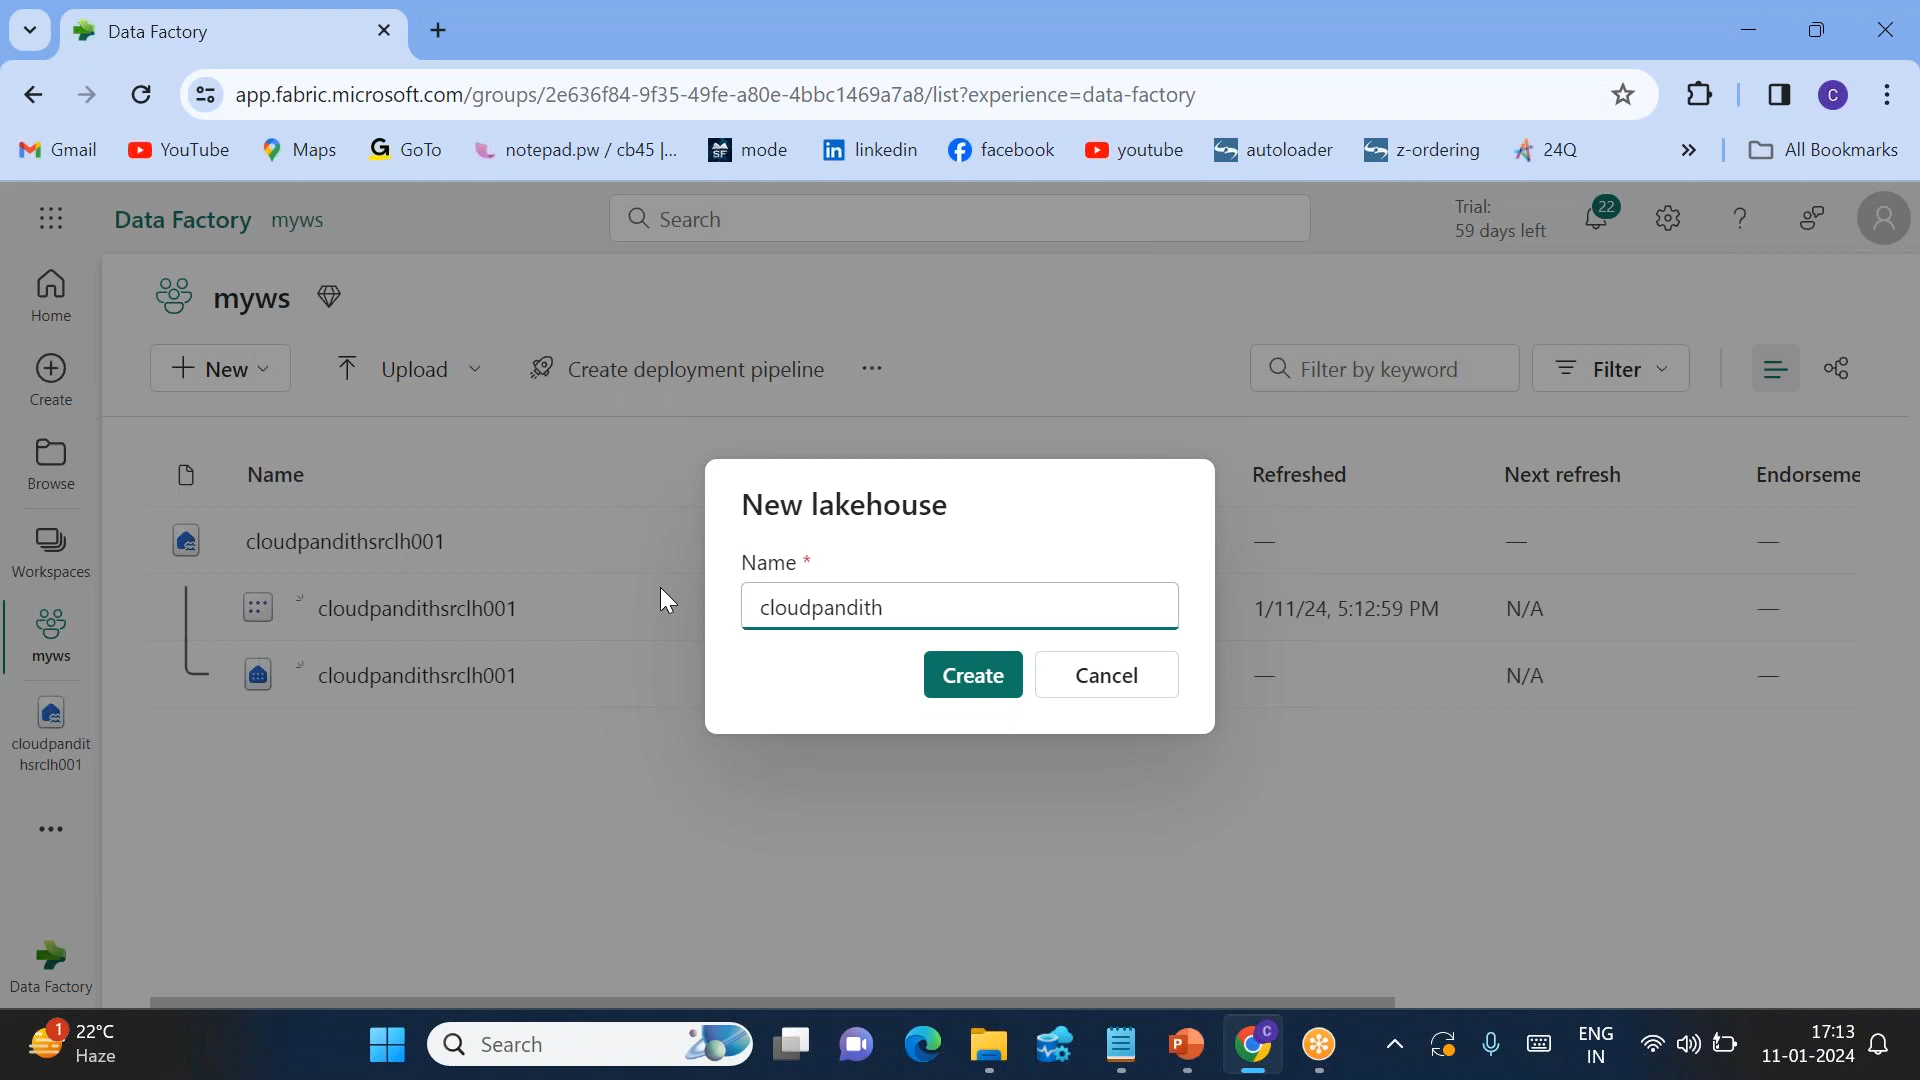 Data Factory
app.fabric.microsoft.com/groups/2e636f84-9f35-49fe-a80e-4bbc1469a7a8/list?experience=data-factory
C
Gmail YouTube Maps GoTo notepad.pw / cb45 |... mode linkedin facebook youtube autoloader z-ordering 24Q All Bookmarks
Data Factory myws
Search
Trial:
59 days left
22
Home
Create
Browse
Workspaces
myws
cloudpandit
hsrclh001
Data Factory
myws
New Upload Create deployment pipeline
Filter by keyword Filter
Name Refreshed Next refresh Endorseme
cloudpandithsrclh001 — — —
cloudpandithsrclh001 1/11/24, 5:12:59 PM N/A —
cloudpandithsrclh001 — N/A —
New lakehouse
Name *
cloudpandith
Create Cancel
1
22°C
Haze
Search
C
ENG
IN
17:13
11-01-2024